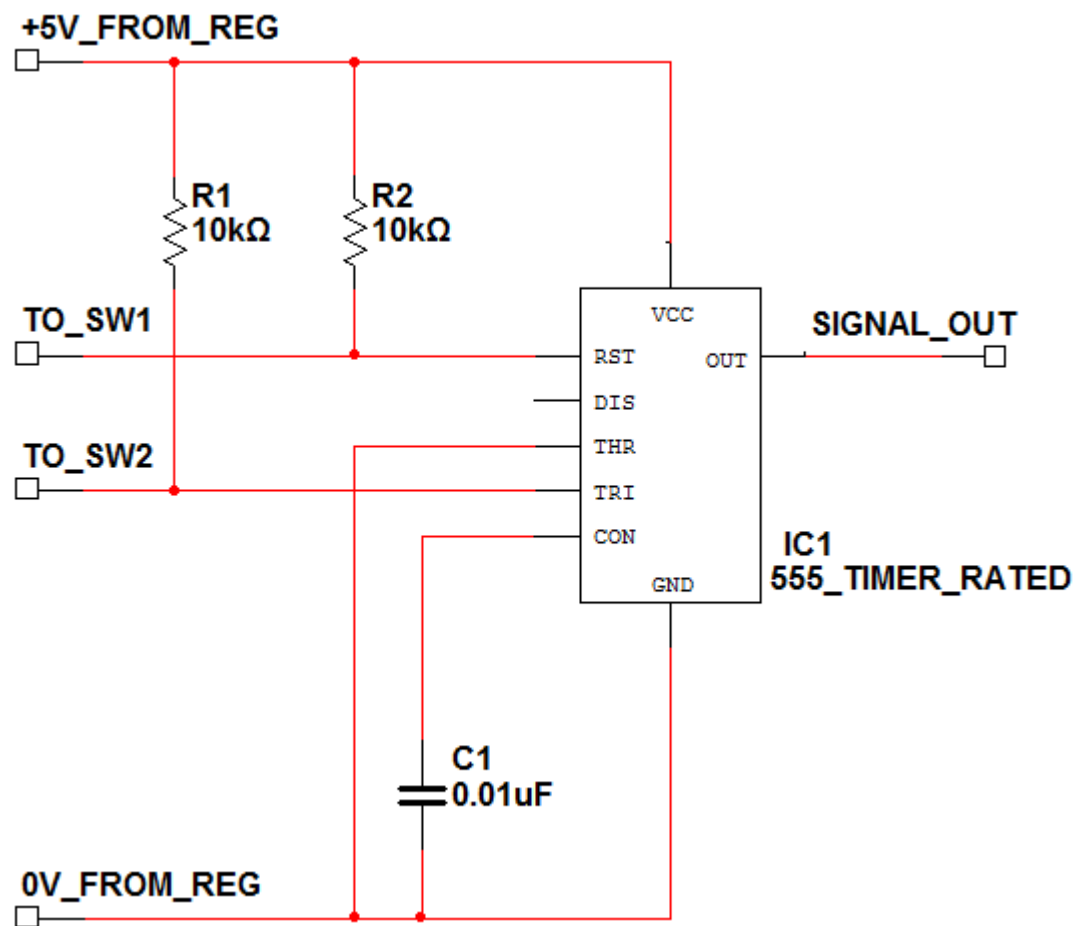 +5V_FROM_REG
R1
10kΩ
R2
10kΩ
TO_SW1
VCC
SIGNAL_OUT
RST
OUT
DIS
TO_SW2
THR
TRI
CON
IC1
555_TIMER_RATED
GND
C1
0.01uF
0V_FROM_REG